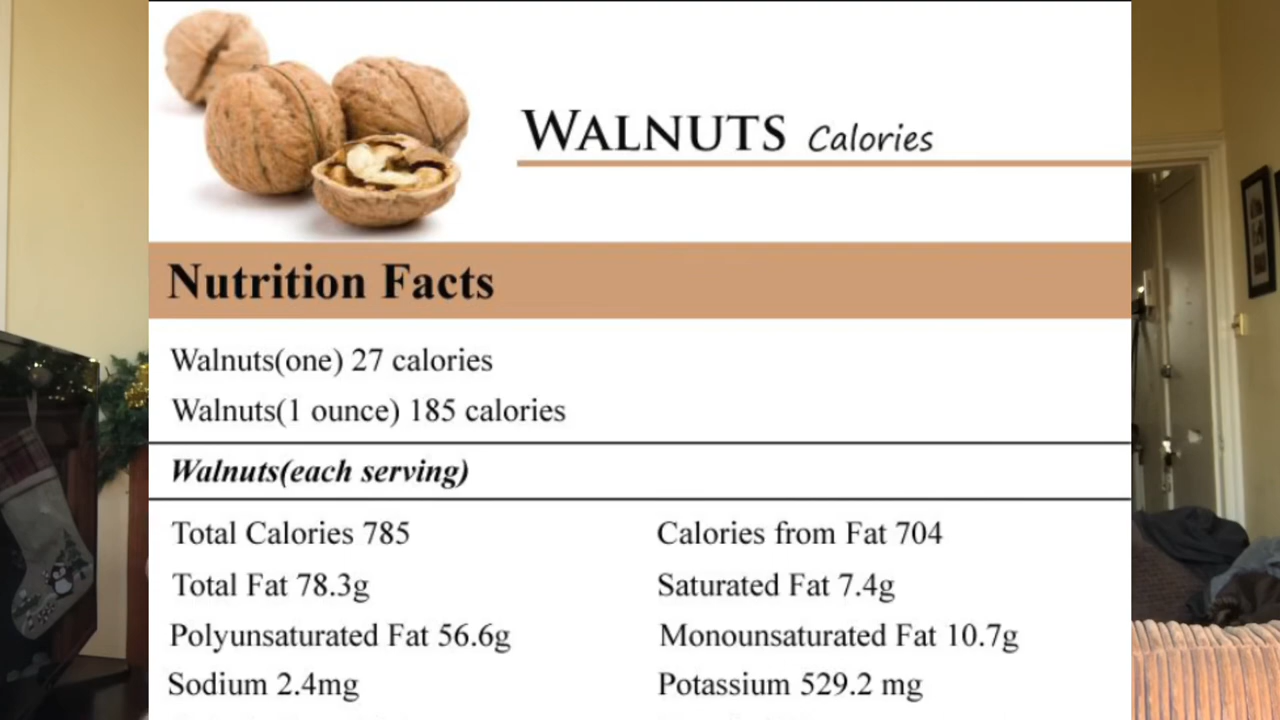 WALNUTS Calories
Nutrition Facts
Walnuts(one) 27 calories
Walnuts(1 ounce) 185 calories
Walnuts(each serving)
Total Calories 785 Calories from Fat 704
Total Fat 78.3g Saturated Fat 7.4g
Polyunsaturated Fat 56.6g Monounsaturated Fat 10.7g
Sodium 2.4mg Potassium 529.2 mg